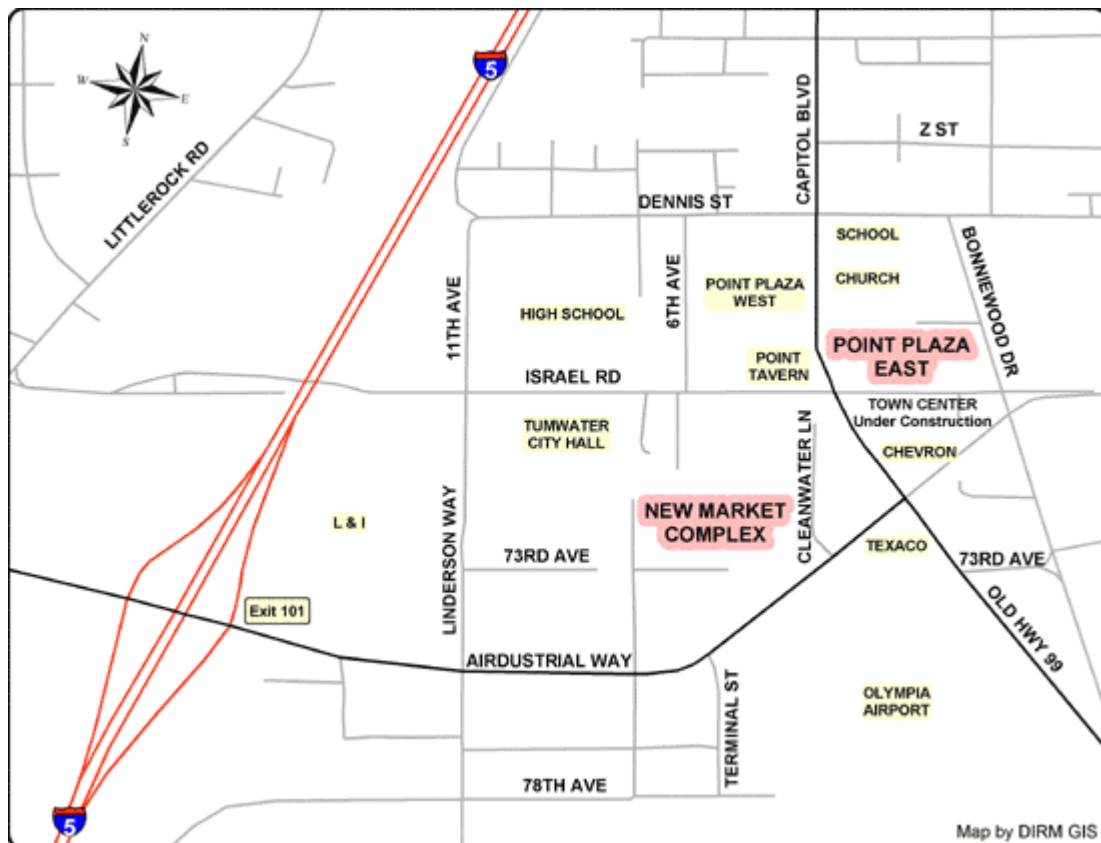 N
W
E
S
5
LITTLEROCK RD
CAPITOL BLVD
Z ST
DENNIS ST
SCHOOL
CHURCH
BONNIEWOOD DR
11TH AVE
HIGH SCHOOL
6TH AVE
POINT PLAZA
WEST
POINT PLAZA
EAST
POINT
TAVERN
ISRAEL RD
TOWN CENTER
Under Construction
TUMWATER
CITY HALL
CLEANWATER LN
CHEVRON
L & I
LINDERSON WAY
NEW MARKET
COMPLEX
TEXACO
73RD AVE
73RD AVE
Exit 101
OLD HWY 99
AIRDUSTRIAL WAY
TERMINAL ST
OLYMPIA
AIRPORT
78TH AVE
5
Map by DIRM GIS